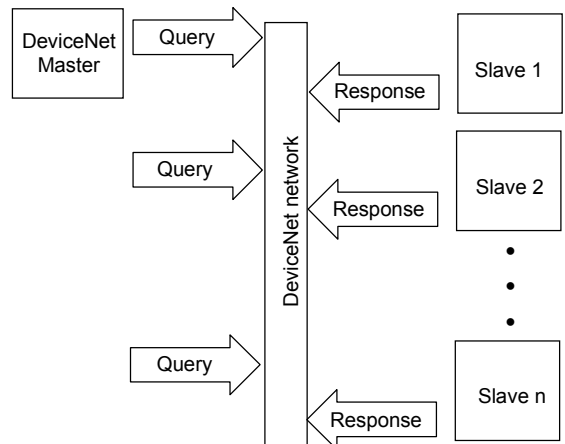 DeviceNet
Master
Query
Response
Slave 1
Query
Response
Slave 2
DeviceNet network
Query
Response
Slave n